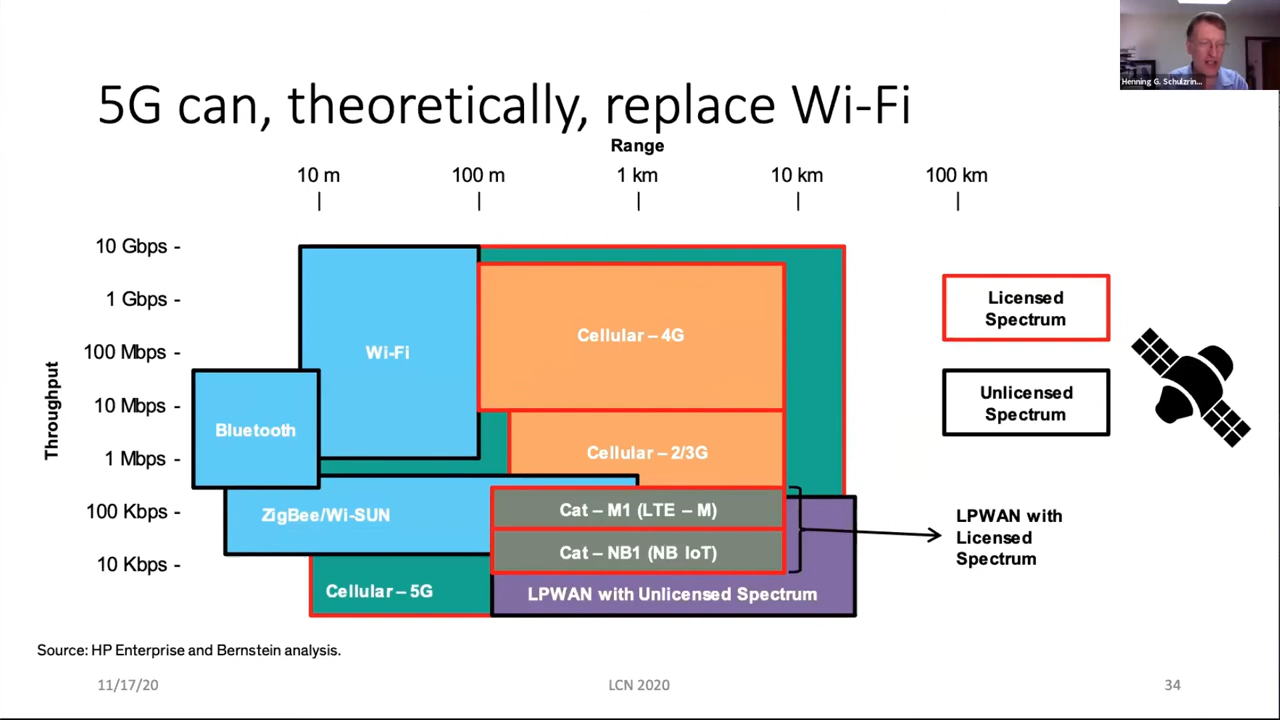 Henning G. Schulzrin...
5G can, theoretically, replace Wi-Fi
Range
10 m
100 m
1 km
10 km
100 km
Throughput
10 Gbps -
1 Gbps -
100 Mbps -
10 Mbps -
1 Mbps -
100 Kbps -
10 Kbps -
Wi-Fi
Cellular – 4G
Bluetooth
Cellular – 2/3G
ZigBee/Wi-SUN
Cat – M1 (LTE – M)
Cat – NB1 (NB IoT)
Cellular – 5G
LPWAN with Unlicensed Spectrum
Licensed
Spectrum
Unlicensed
Spectrum
LPWAN with
Licensed
Spectrum
Source: HP Enterprise and Bernstein analysis.
11/17/20
LCN 2020
34